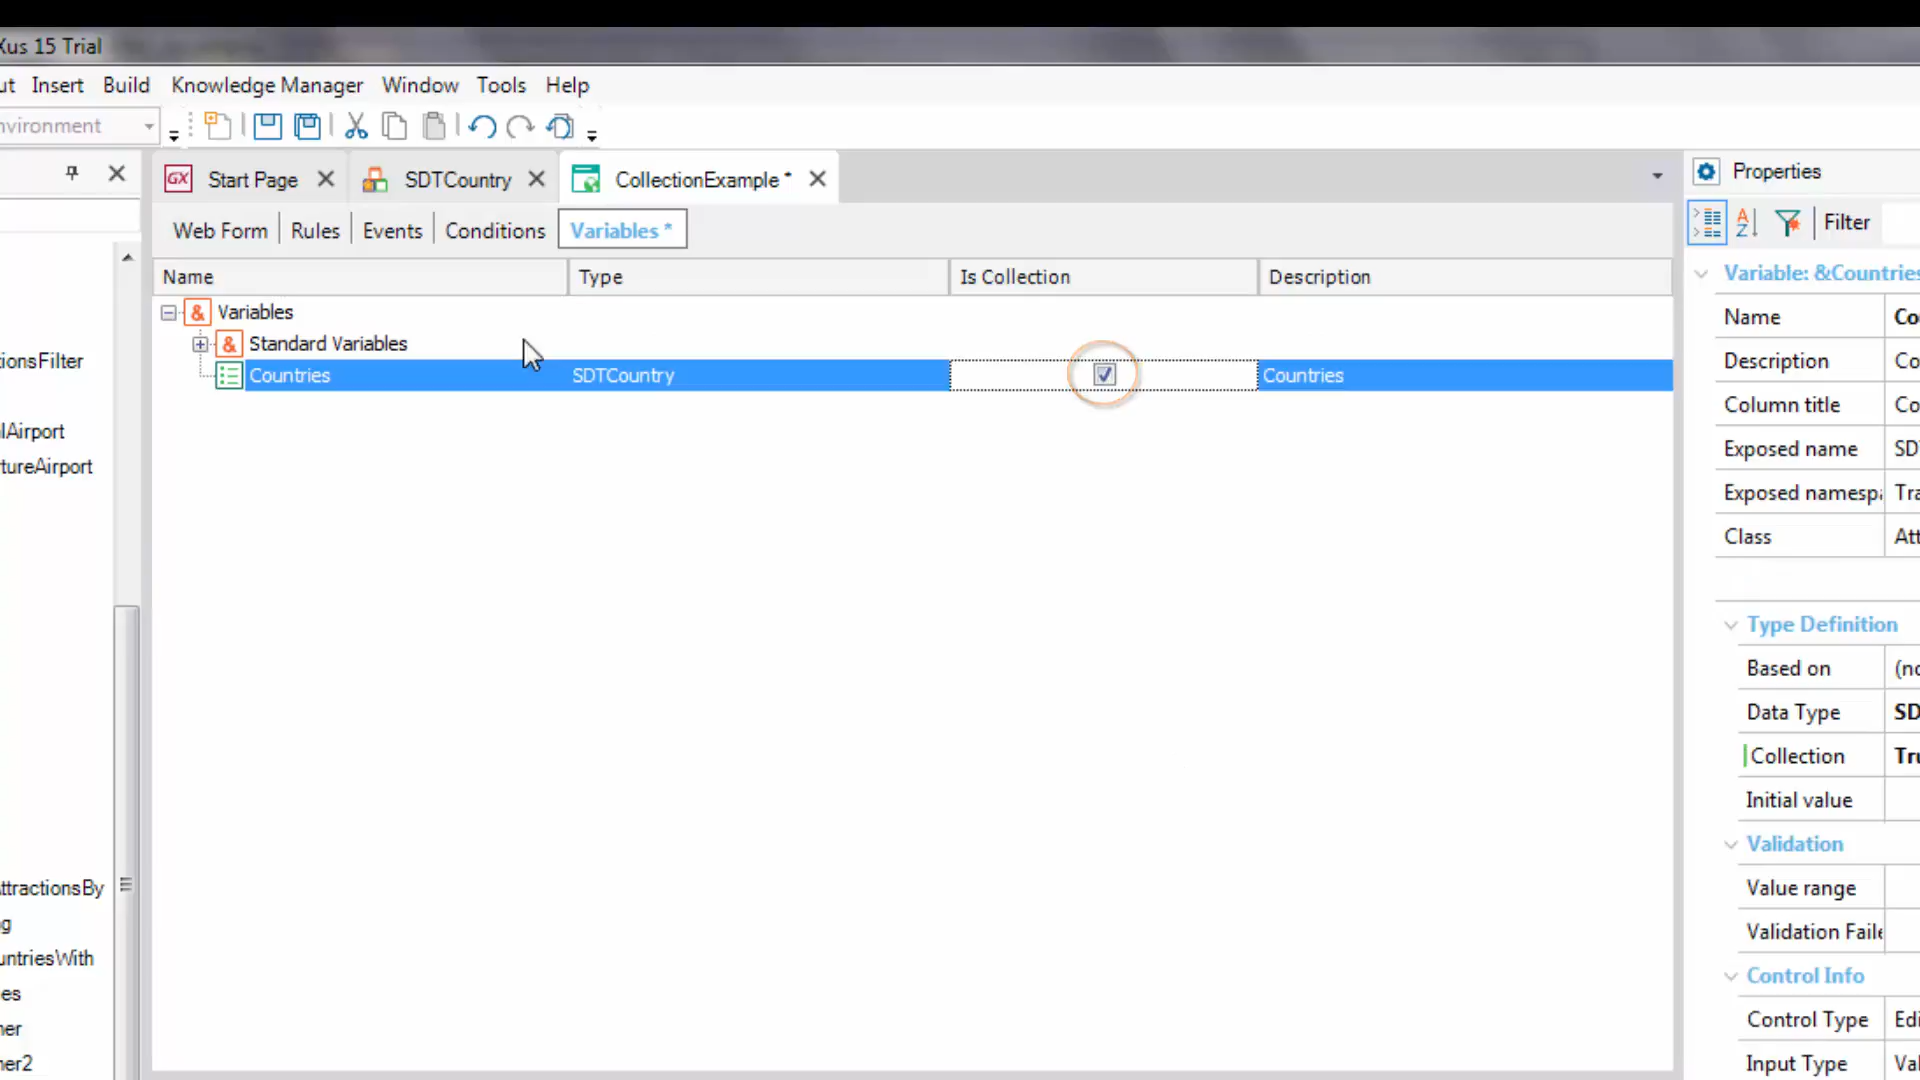 Xus 15 Trial
ut Insert Build Knowledge Manager Window Tools Help
nvironment
GX Start Page SDTCountry CollectionExample *
Properties
Web Form Rules Events Conditions Variables *
A Z Filter
Name Type Is Collection Description
Variable: &Countries
& Variables
Name Co
& Standard Variables
Countries SDTCountry Countries
Description Co
Column title Co
Exposed name SD
Exposed namesp Tra
Class Att
Type Definition
Based on (no
Data Type SD
Collection Tru
Initial value
Validation
Value range
Validation Faile
Control Info
Control Type Edi
Input Type Val
ionsFilter
lAirport
tureAirport
ttractionsBy
g
untriesWith
es
ner
ner2